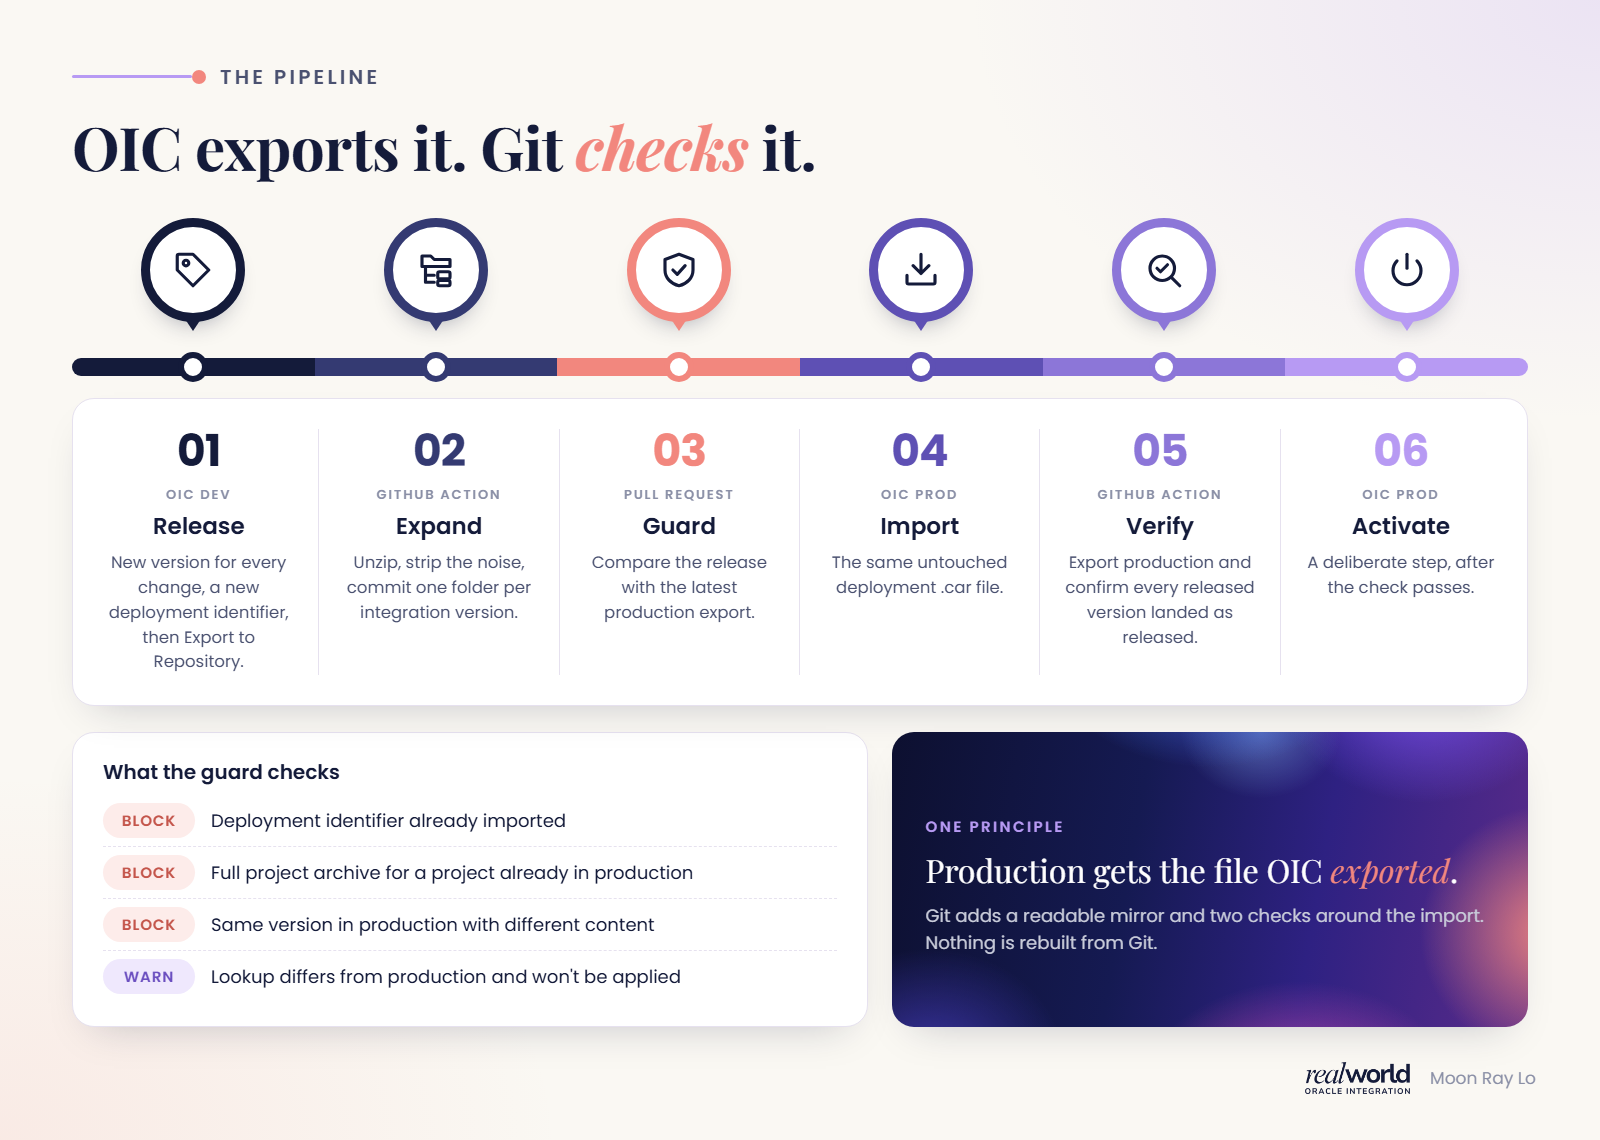 THE PIPELINE
OIC exports it. Git checks it.
01
OIC DEV
Release
New version for every
change, a new
deployment identifier,
then Export to
Repository.
02
GITHUB ACTION
Expand
Unzip, strip the noise,
commit one folder per
integration version.
03
PULL REQUEST
Guard
Compare the release
with the latest
production export.
04
OIC PROD
Import
The same untouched
deployment .car file.
05
GITHUB ACTION
Verify
Export production and
confirm every released
version landed as
released.
06
OIC PROD
Activate
A deliberate step, after
the check passes.
What the guard checks
BLOCK Deployment identifier already imported
BLOCK Full project archive for a project already in production
BLOCK Same version in production with different content
WARN Lookup differs from production and won't be applied
ONE PRINCIPLE
Production gets the file OIC exported.
Git adds a readable mirror and two checks around the import.
Nothing is rebuilt from Git.
realworld
ORACLE INTEGRATION
Moon Ray Lo